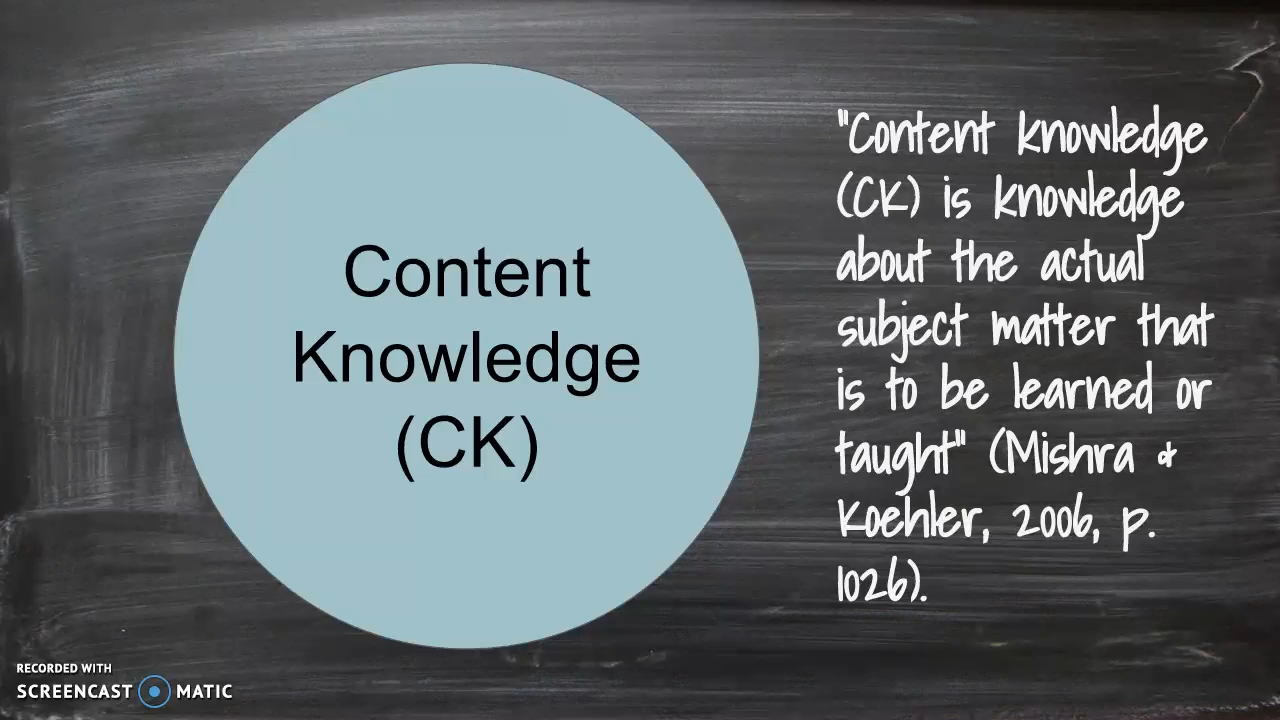 Content
Knowledge
(CK)
"Content knowledge
(CK) is knowledge
about the actual
subject matter that
is to be learned or
taught" (Mishra &
Koehler, 2006, p.
1026).
RECORDED WITH
SCREENCAST MATIC